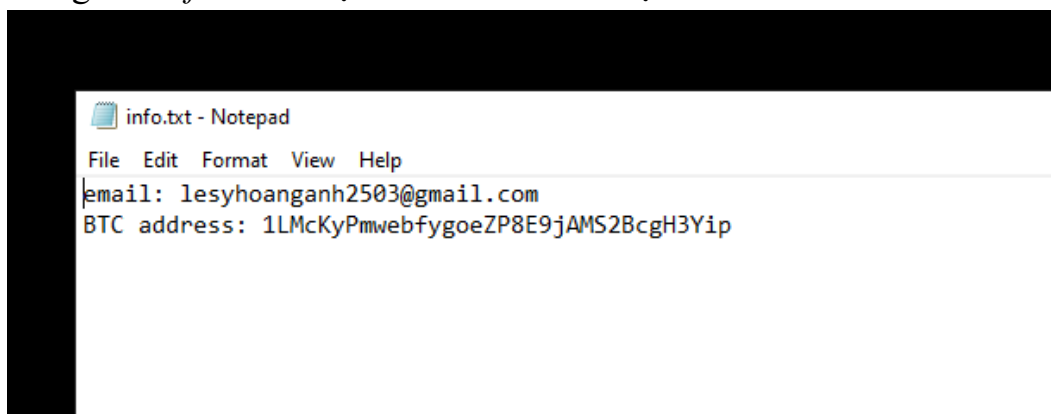 info.txt - Notepad
File Edit Format View Help
email: lesyhoanganh2503@gmail.com
BTC address: 1LMcKyPmwebfygoeZP8E9jAMS2BcgH3Yip